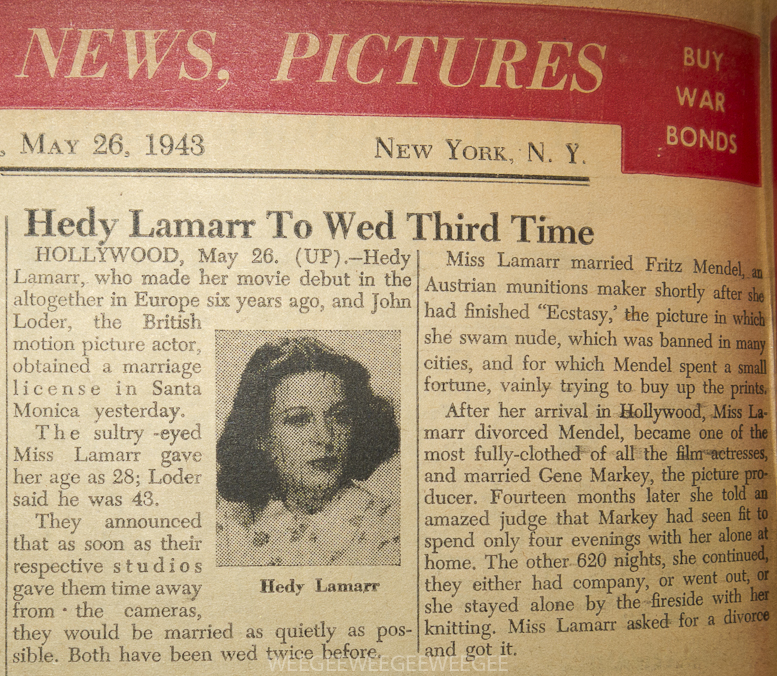 NEWS, PICTURES
BUY
WAR
BONDS
, MAY 26, 1943
NEW YORK, N. Y.
Hedy Lamarr To Wed Third Time
HOLLYWOOD, May 26. (UP).—Hedy
Lamarr, who made her movie debut in the
altogether in Europe six years ago, and John
Loder, the British
motion picture actor,
obtained a marriage
license in Santa
Monica yesterday.
The sultry-eyed
Miss Lamarr gave
her age as 28; Loder
said he was 43.
They announced
that as soon as their
respective studios
gave them time away
from the cameras,
they would be married as quietly as pos-
sible. Both have been wed twice before.
Hedy Lamarr
Miss Lamarr married Fritz Mendel, an
Austrian munitions maker shortly after she
had finished "Ecstasy,' the picture in which
she swam nude, which was banned in many
cities, and for which Mendel spent a small
fortune, vainly trying to buy up the prints.
After her arrival in Hollywood, Miss La-
marr divorced Mendel, became one of the
most fully-clothed of all the film actresses,
and married Gene Markey, the picture pro-
ducer. Fourteen months later she told an
amazed judge that Markey had seen fit to
spend only four evenings with her alone at
home. The other 620 nights, she continued,
they either had company, or went out, or
she stayed alone by the fireside with her
knitting. Miss Lamarr asked for a divorce
and got it.
WEEGEEWEEGEEWEEGEE